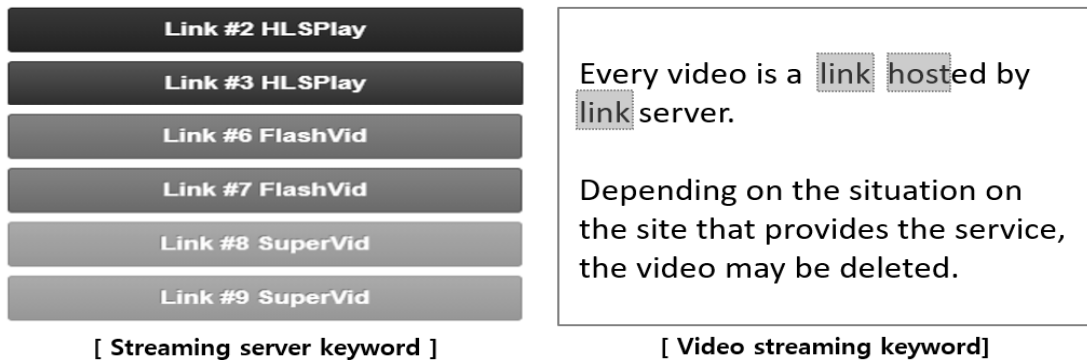 Link #2 HLSPlay
Link #3 HLSPlay
Link #6 FlashVid
Link #7 FlashVid
Link #8 SuperVid
Link #9 SuperVid
[ Streaming server keyword ]
Every video is a link hosted by
link server.
Depending on the situation on
the site that provides the service,
the video may be deleted.
[ Video streaming keyword]